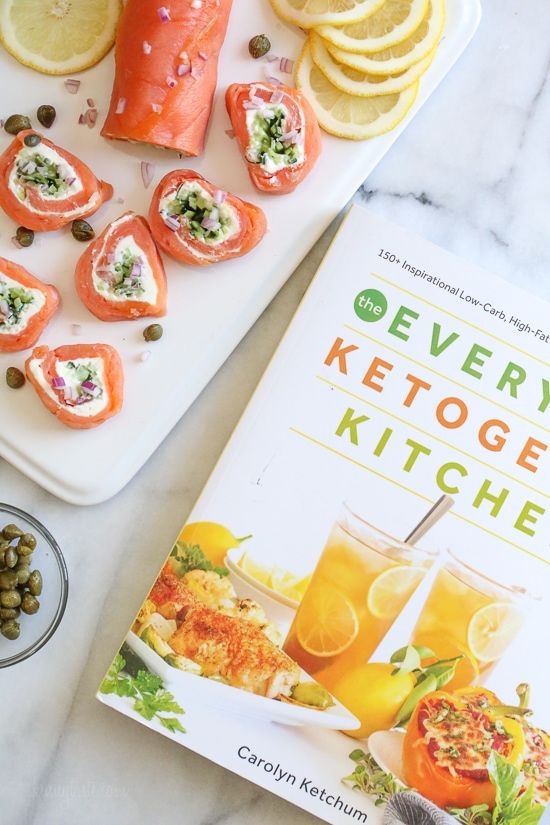 150+ Inspirational Low-Carb, High-Fat
the
EVERY
KETOGE
KITCHE
Carolyn Ketchum